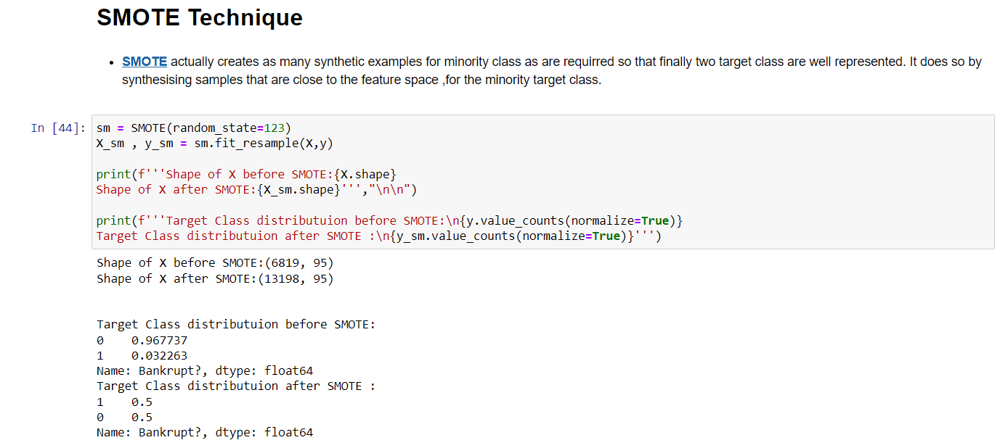 SMOTE Technique
• SMOTE actually creates as many synthetic examples for minority class as are requirred so that finally two target class are well represented. It does so by
synthesising samples that are close to the feature space ,for the minority target class.
In [44]: sm = SMOTE(random_state=123)
X_sm , y_sm = sm.fit_resample(X,y)
print(f'''Shape of X before SMOTE:{X.shape}
Shape of X after SMOTE:{X_sm.shape}''',"\n\n")
print(f'''Target Class distributuion before SMOTE:\n{y.value_counts(normalize=True)}
Target Class distributuion after SMOTE :\n{y_sm.value_counts(normalize=True)}''')
Shape of X before SMOTE:(6819, 95)
Shape of X after SMOTE:(13198, 95)
Target Class distributuion before SMOTE:
0    0.967737
1    0.032263
Name: Bankrupt?, dtype: float64
Target Class distributuion after SMOTE :
1    0.5
0    0.5
Name: Bankrupt?, dtype: float64